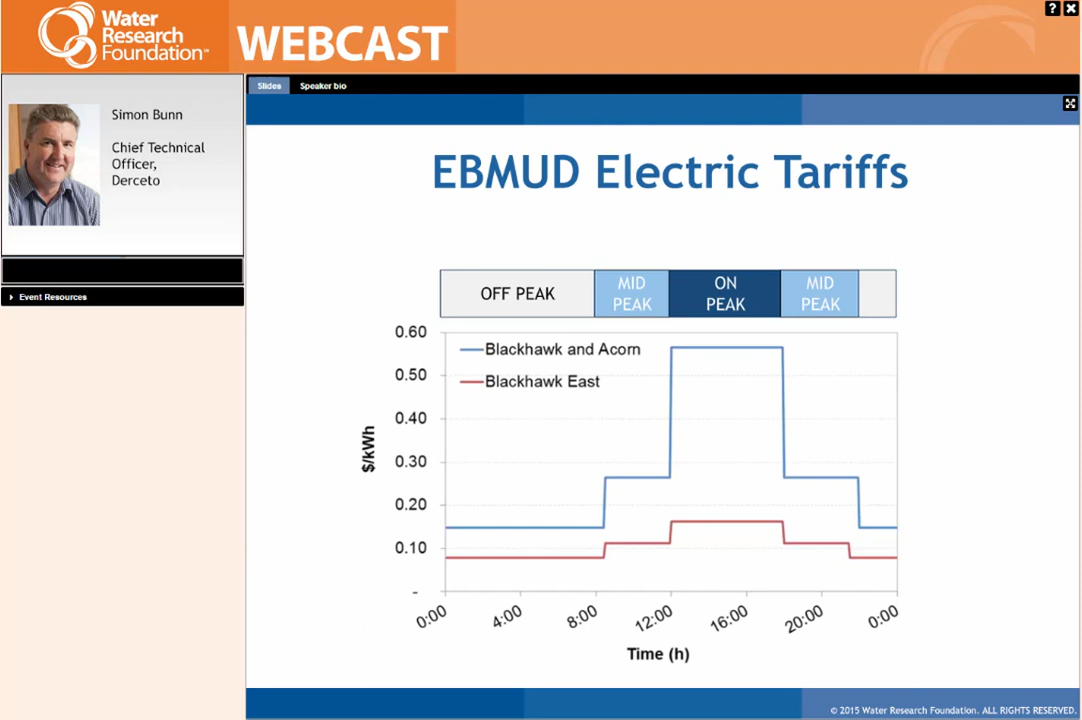 Water
Research
Foundation™
WEBCAST
? X
Simon Bunn
Chief Technical
Officer,
Derceto
Event Resources
Slides Speaker bio
EBMUD Electric Tariffs
OFF PEAK
MID
PEAK
ON
PEAK
MID
PEAK
0.60
0.50
0.40
0.30
0.20
0.10
-
$/kWh
Blackhawk and Acorn
Blackhawk East
0:00 4:00 8:00 12:00 16:00 20:00 0:00
Time (h)
© 2015 Water Research Foundation. ALL RIGHTS RESERVED.